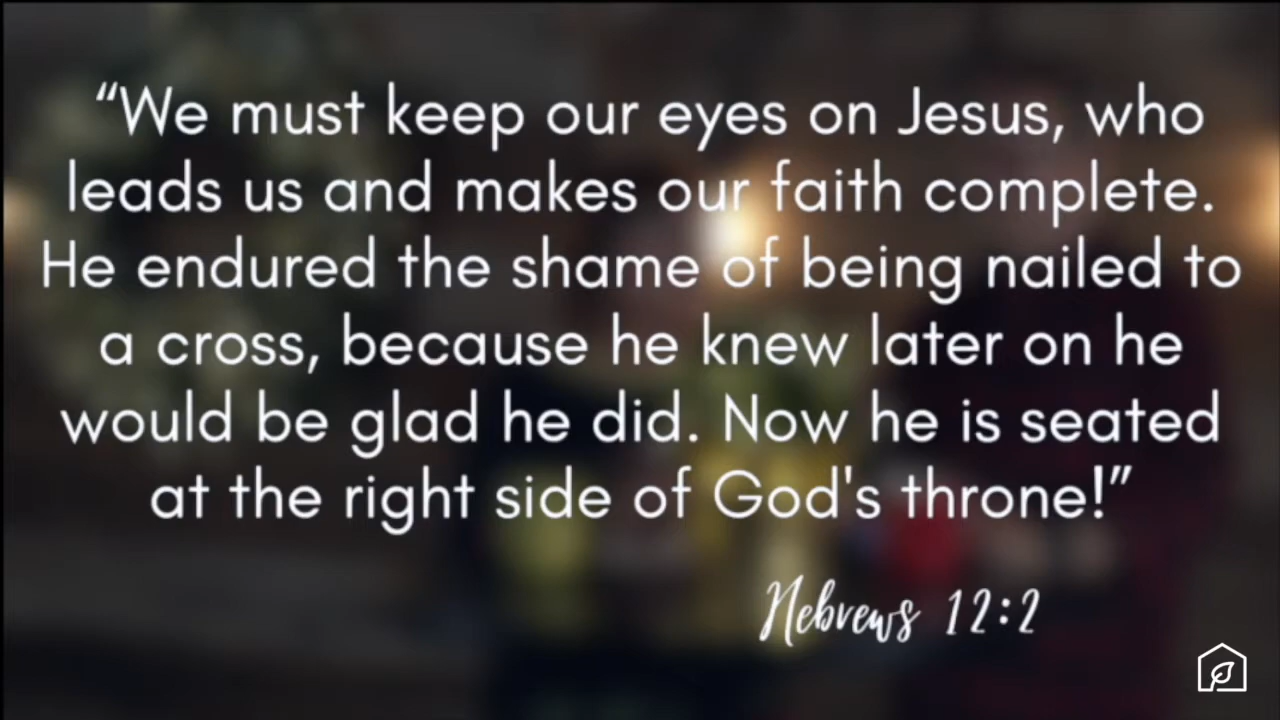 “We must keep our eyes on Jesus, who
leads us and makes our faith complete.
He endured the shame of being nailed to
a cross, because he knew later on he
would be glad he did. Now he is seated
at the right side of God's throne!”
Hebrews 12:2